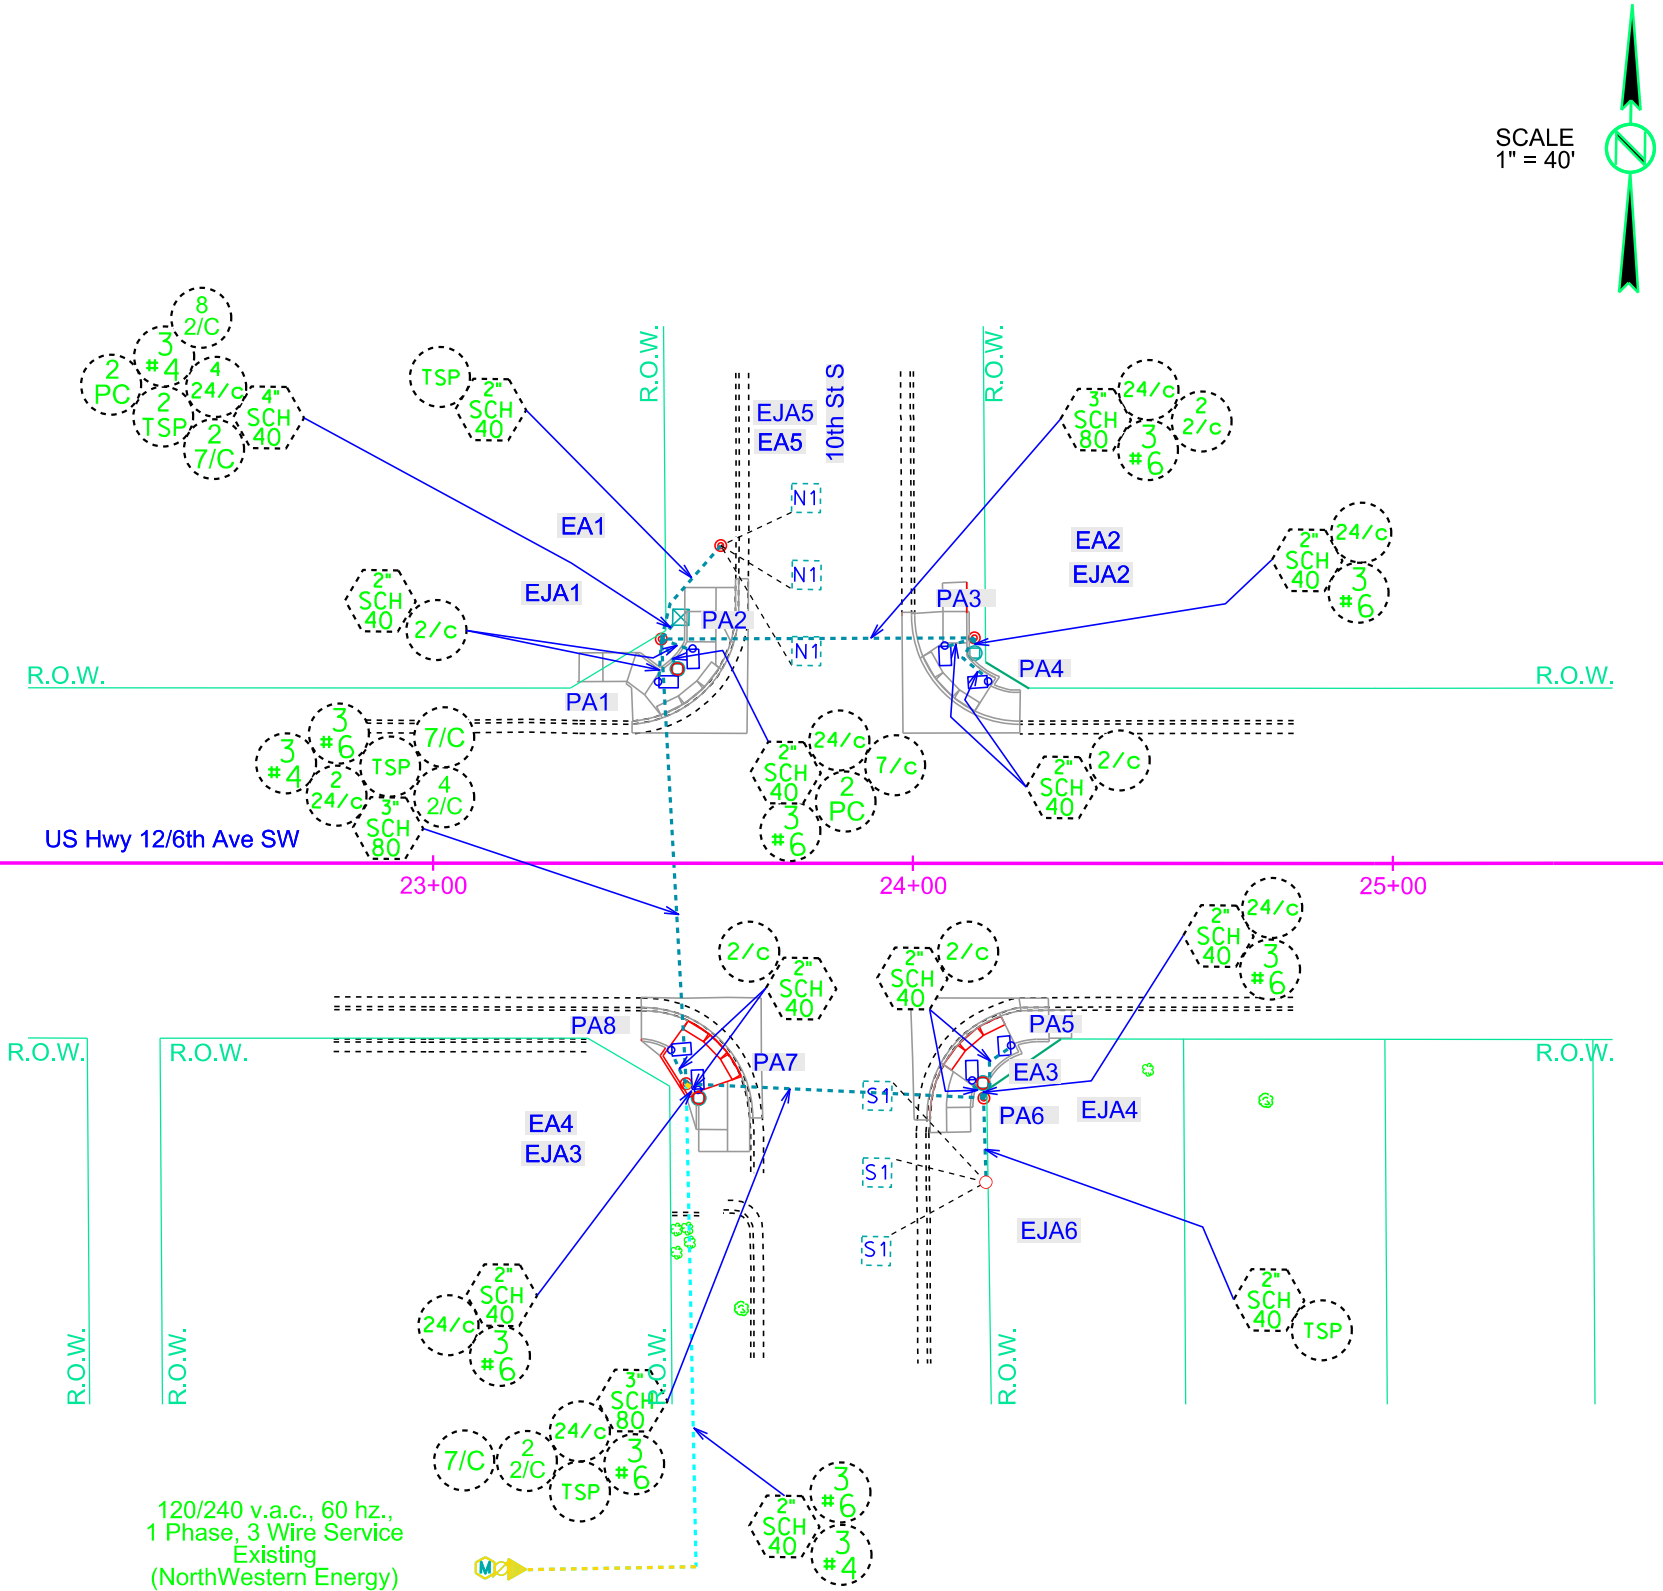 SCALE
1" = 40'
8
2/C
3
#4
2
PC
4
24/c
2
TSP
2
7/C
4"
SCH
40
TSP
2"
SCH
40
R.O.W.
EJA5
EA5
10th St S
R.O.W.
3"
SCH
80
24/c
2
2/c
3
#6
N1
N1
N1
EA1
EJA1
EA2
EJA2
2"
SCH
40
24/c
3
#6
2"
SCH
40
2/c
PA2
PA3
PA1
PA4
R.O.W.
R.O.W.
3
#6
3
#4
TSP
7/C
2
24/c
4
2/C
3"
SCH
80
2"
SCH
40
24/c
7/c
2
PC
3
#6
2"
SCH
40
2/c
US Hwy 12/6th Ave SW
23+00
24+00
25+00
2/c
2"
SCH
40
2"
SCH
40
2/c
2"
SCH
40
24/c
3
#6
PA8
PA7
PA5
EA3
PA6
EJA4
R.O.W.
R.O.W.
R.O.W.
S1
S1
S1
EA4
EJA3
EJA6
2"
SCH
40
24/c
3
#6
2"
SCH
40
TSP
R.O.W.
R.O.W.
R.O.W.
R.O.W.
3"
SCH
80
24/c
7/C
2
2/C
3
#6
TSP
2"
SCH
40
3
#6
3
#4
120/240 v.a.c., 60 hz.,
1 Phase, 3 Wire Service
Existing
(NorthWestern Energy)
M